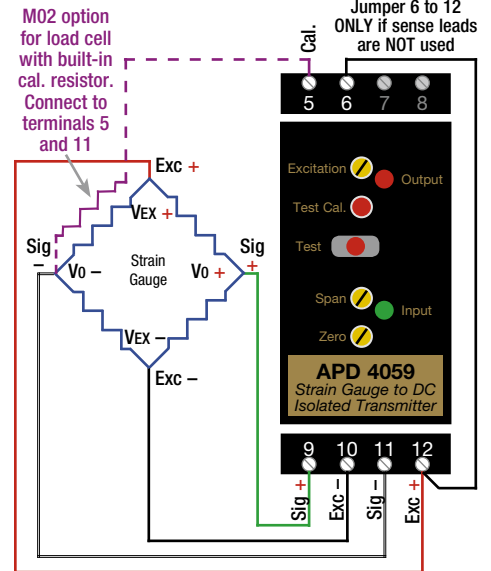 M02 option
for load cell
with built-in
cal. resistor.
Connect to
terminals 5
and 11
Jumper 6 to 12
ONLY if sense leads
are NOT used
Cal.
5 6 7 8
Exc +
VEX +
Sig
–
Vo –
Strain
Gauge
Vo +
Sig
+
VEX –
Exc –
Excitation
Output
Test Cal.
Test
Span
Input
Zero
APD 4059
Strain Gauge to DC
Isolated Transmitter
9 10 11 12
Sig +
Exc –
Sig –
Exc +